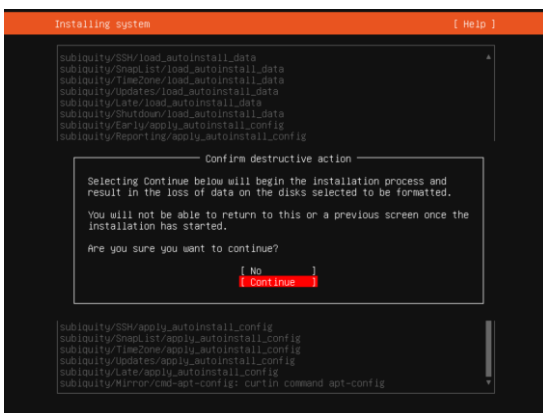 Installing system [ Help ]
subiquity/SSH/load_autoinstall_data
subiquity/SnapList/load_autoinstall_data
subiquity/TimeZone/load_autoinstall_data
subiquity/Updates/load_autoinstall_data
subiquity/Late/load_autoinstall_data
subiquity/Shutdown/load_autoinstall_data
subiquity/Early/apply_autoinstall_config
subiquity/Reporting/apply_autoinstall_config
Confirm destructive action
Selecting Continue below will begin the installation process and
result in the loss of data on the disks selected to be formatted.
You will not be able to return to this or a previous screen once the
installation has started.
Are you sure you want to continue?
[ No ]
[ Continue ]
subiquity/SSH/apply_autoinstall_config
subiquity/SnapList/apply_autoinstall_config
subiquity/TimeZone/apply_autoinstall_config
subiquity/Updates/apply_autoinstall_config
subiquity/Late/apply_autoinstall_config
subiquity/Mirror/cmd-apt-config: curtin command apt-config